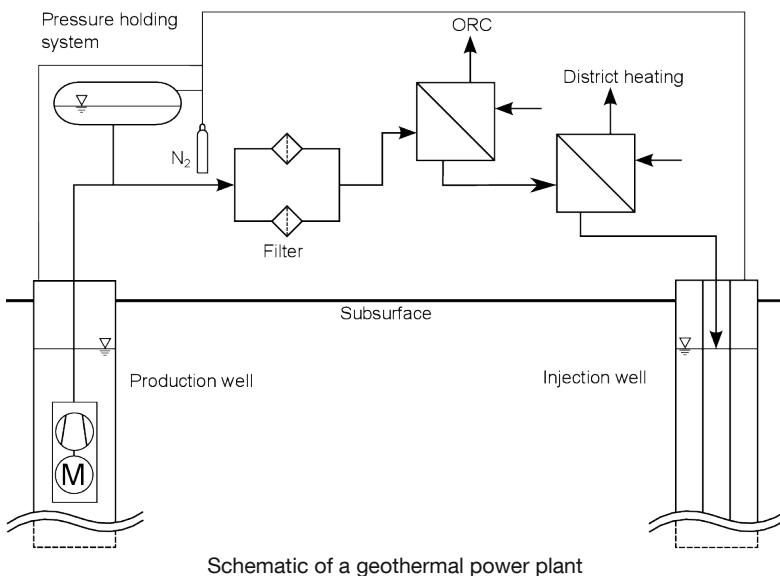 Pressure holding
system
ORC
District heating
N₂
Filter
Subsurface
Production well
Injection well
M
Schematic of a geothermal power plant